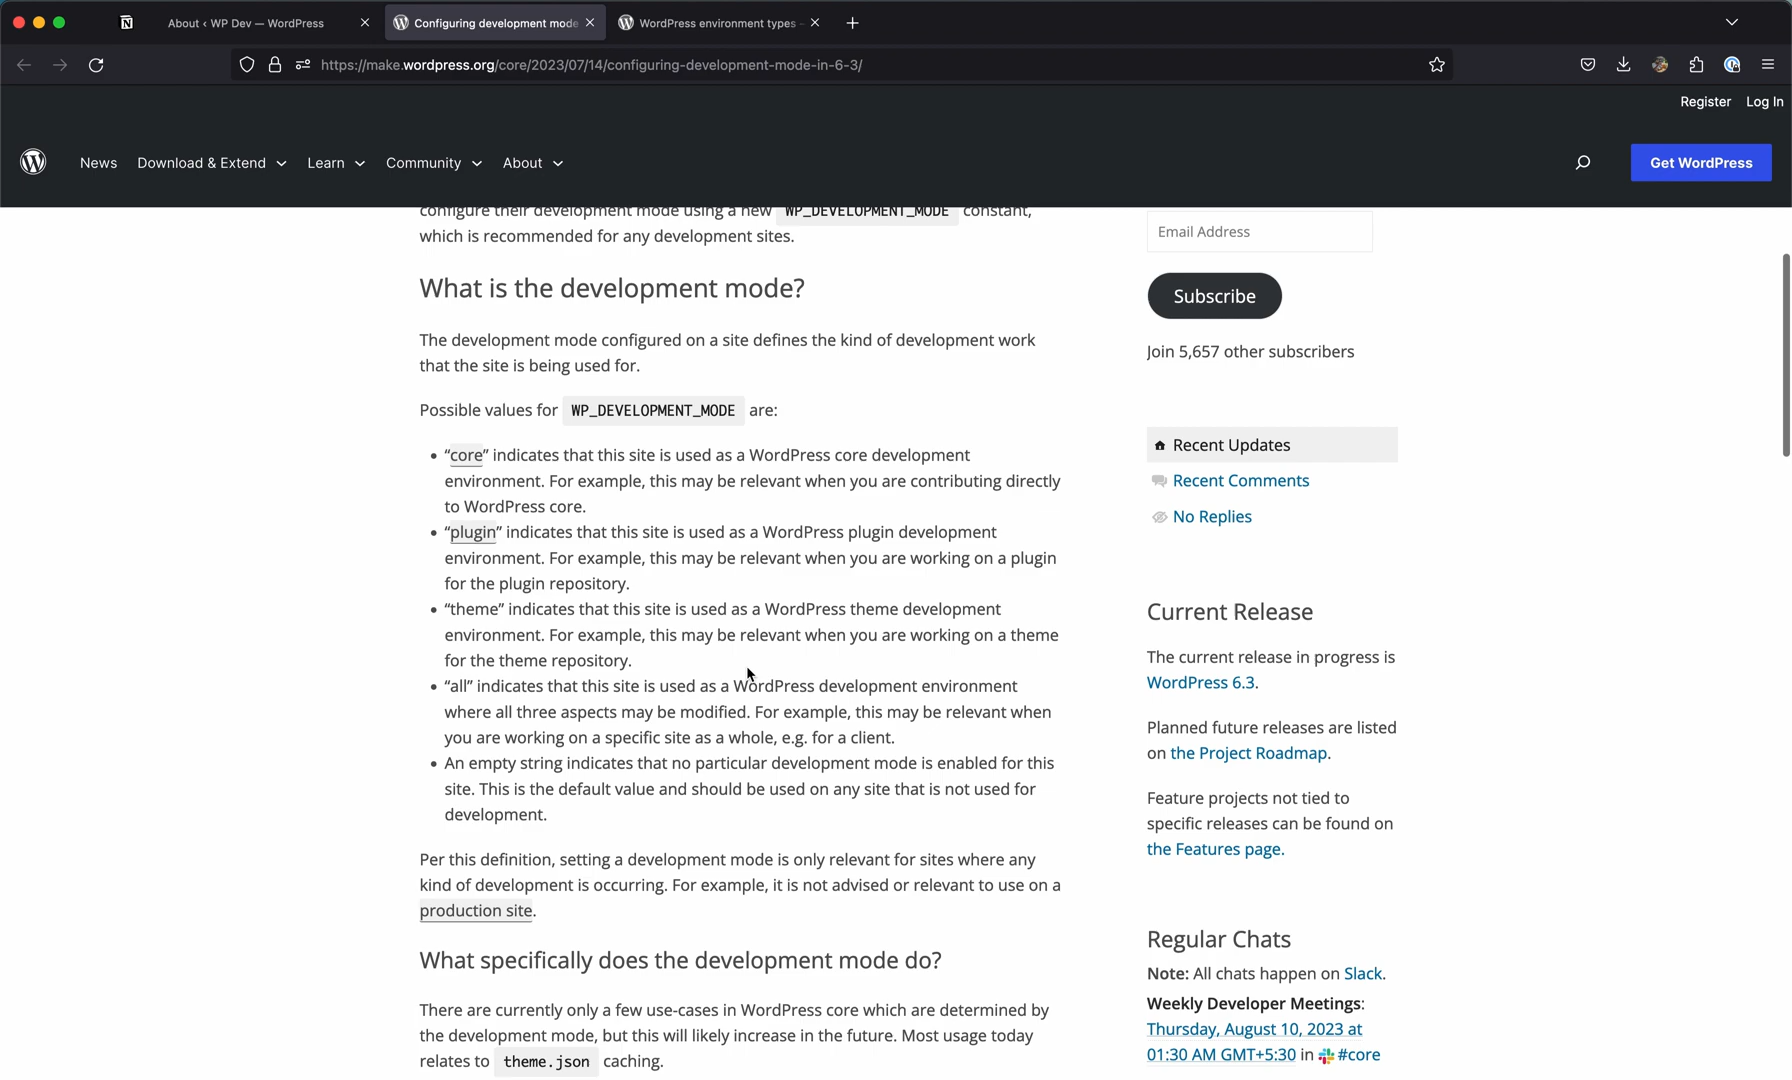 About ‹ WP Dev — WordPress
Configuring development mode
WordPress environment types -
https://make.wordpress.org/core/2023/07/14/configuring-development-mode-in-6-3/
Register Log In
News Download & Extend Learn Community About Get WordPress
configure their development mode using a new WP_DEVELOPMENT_MODE constant,
which is recommended for any development sites.
What is the development mode?
The development mode configured on a site defines the kind of development work
that the site is being used for.
Possible values for WP_DEVELOPMENT_MODE are:
• “core” indicates that this site is used as a WordPress core development
environment. For example, this may be relevant when you are contributing directly
to WordPress core.
• “plugin” indicates that this site is used as a WordPress plugin development
environment. For example, this may be relevant when you are working on a plugin
for the plugin repository.
• “theme” indicates that this site is used as a WordPress theme development
environment. For example, this may be relevant when you are working on a theme
for the theme repository.
• “all” indicates that this site is used as a WordPress development environment
where all three aspects may be modified. For example, this may be relevant when
you are working on a specific site as a whole, e.g. for a client.
• An empty string indicates that no particular development mode is enabled for this
site. This is the default value and should be used on any site that is not used for
development.
Per this definition, setting a development mode is only relevant for sites where any
kind of development is occurring. For example, it is not advised or relevant to use on a
production site.
What specifically does the development mode do?
There are currently only a few use-cases in WordPress core which are determined by
the development mode, but this will likely increase in the future. Most usage today
relates to theme.json caching.
Email Address
Subscribe
Join 5,657 other subscribers
Recent Updates
Recent Comments
No Replies
Current Release
The current release in progress is
WordPress 6.3.
Planned future releases are listed
on the Project Roadmap.
Feature projects not tied to
specific releases can be found on
the Features page.
Regular Chats
Note: All chats happen on Slack.
Weekly Developer Meetings:
Thursday, August 10, 2023 at
01:30 AM GMT+5:30 in #core